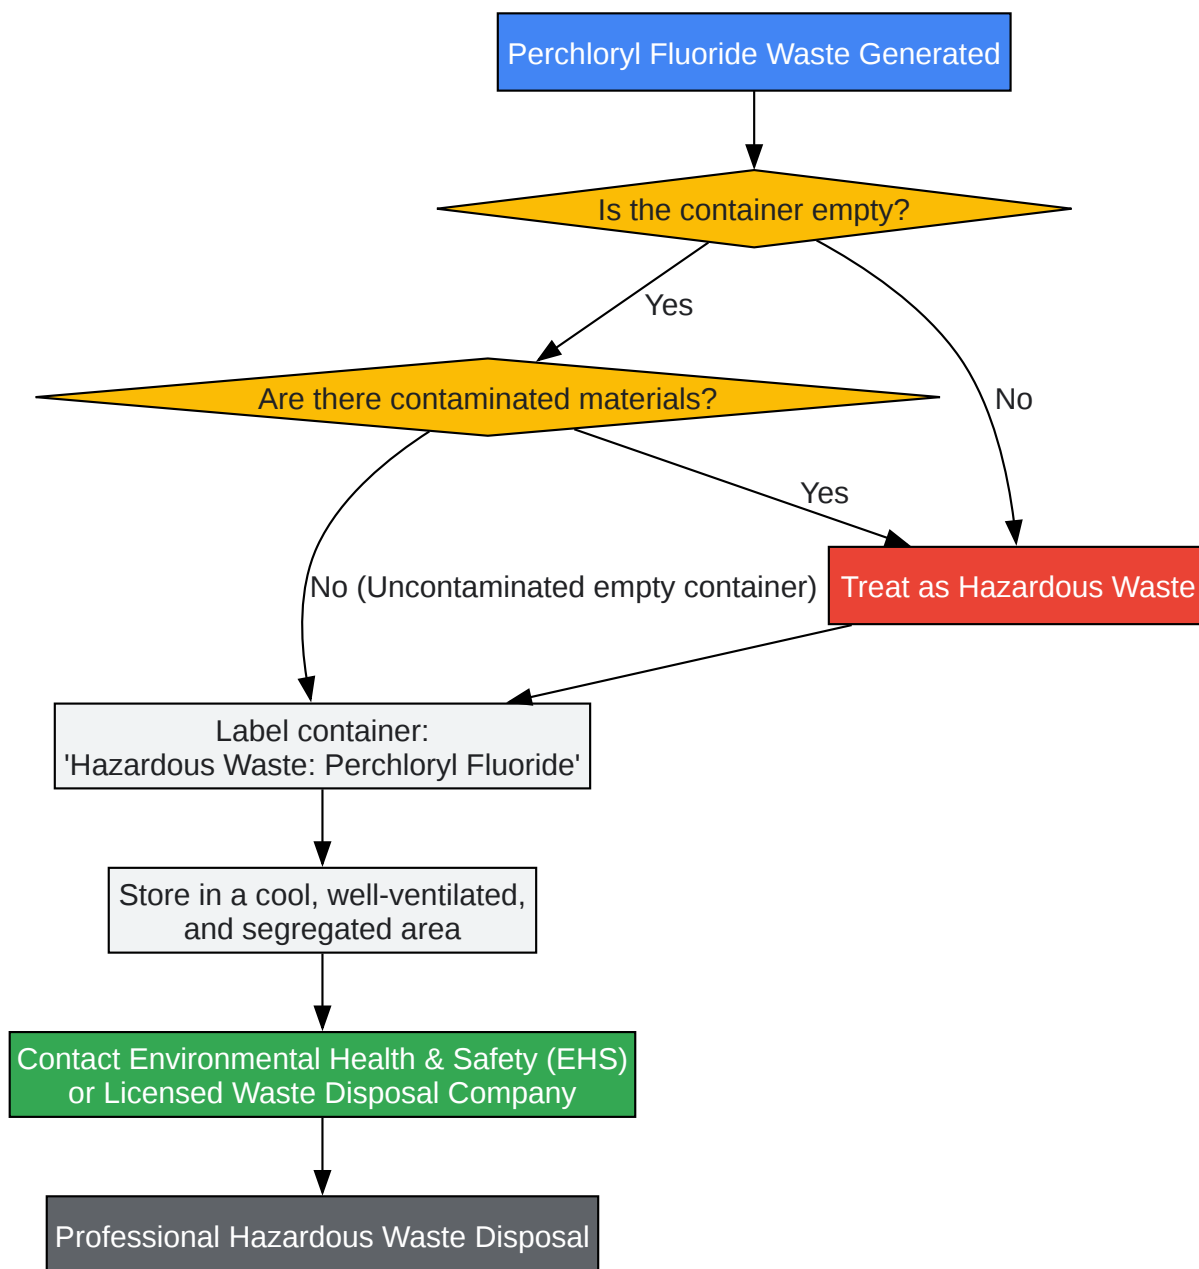 Perchloryl Fluoride Waste Generated
Is the container empty?
Yes
No
Are there contaminated materials?
Yes
No (Uncontaminated empty container)
Treat as Hazardous Waste
Label container:
'Hazardous Waste: Perchloryl Fluoride'
Store in a cool, well-ventilated,
and segregated area
Contact Environmental Health & Safety (EHS)
or Licensed Waste Disposal Company
Professional Hazardous Waste Disposal